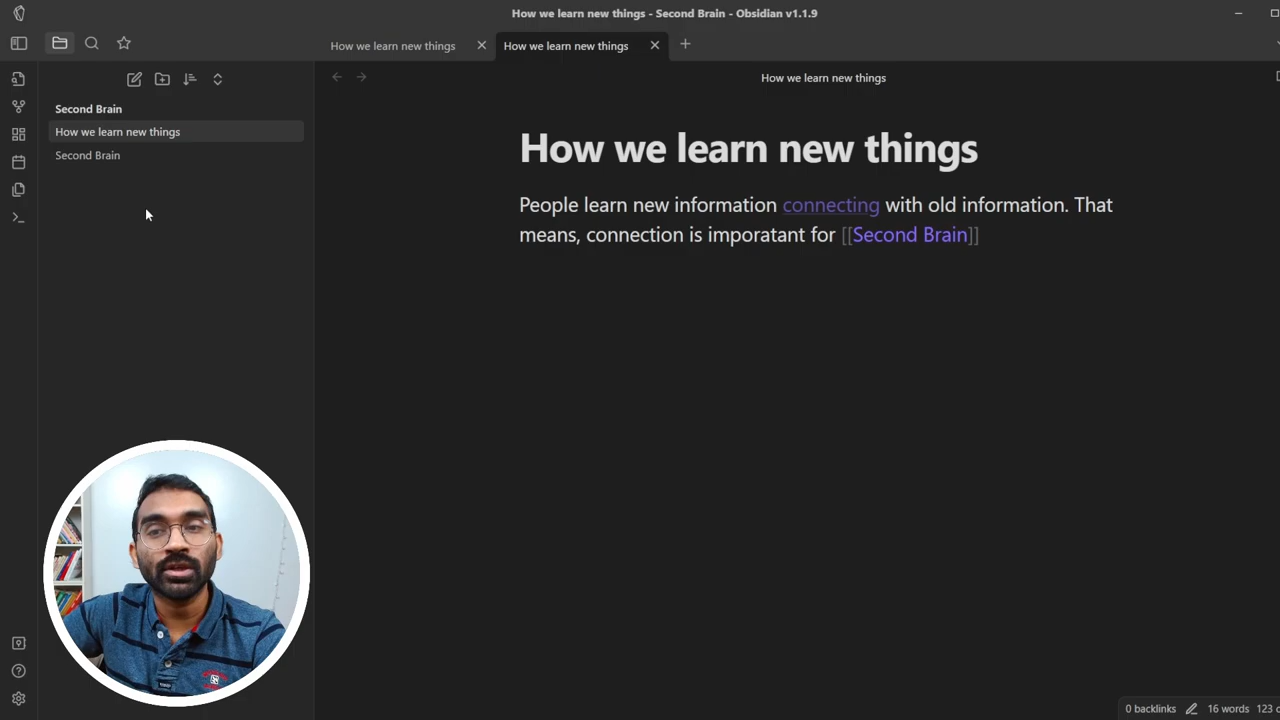 How we learn new things - Second Brain - Obsidian v1.1.9
How we learn new things
How we learn new things
How we learn new things
Second Brain
How we learn new things
Second Brain
How we learn new things
People learn new information connecting with old information. That
means, connection is imporatant for [[Second Brain]]
0 backlinks 16 words 123 c